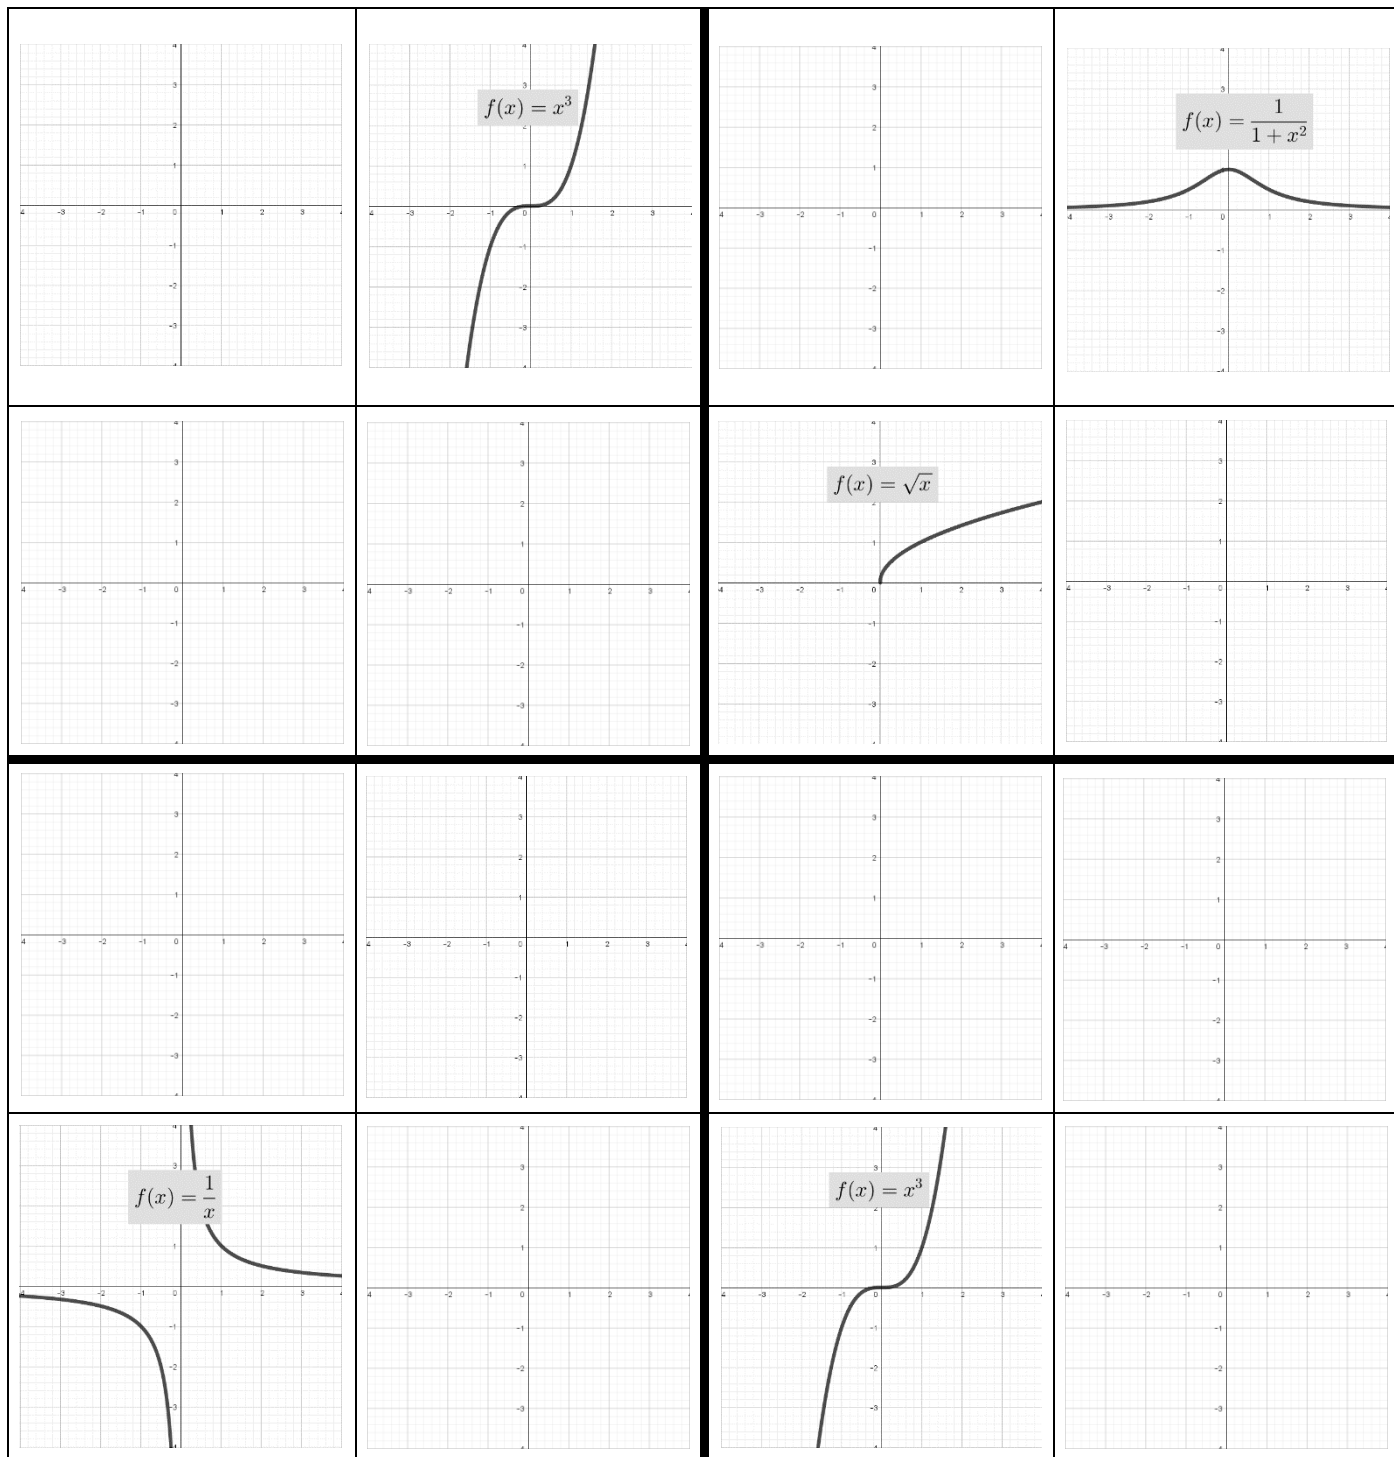 f(x) = x³
f(x) = 1/(1 + x²)
f(x) = √x
f(x) = 1/x
f(x) = x³